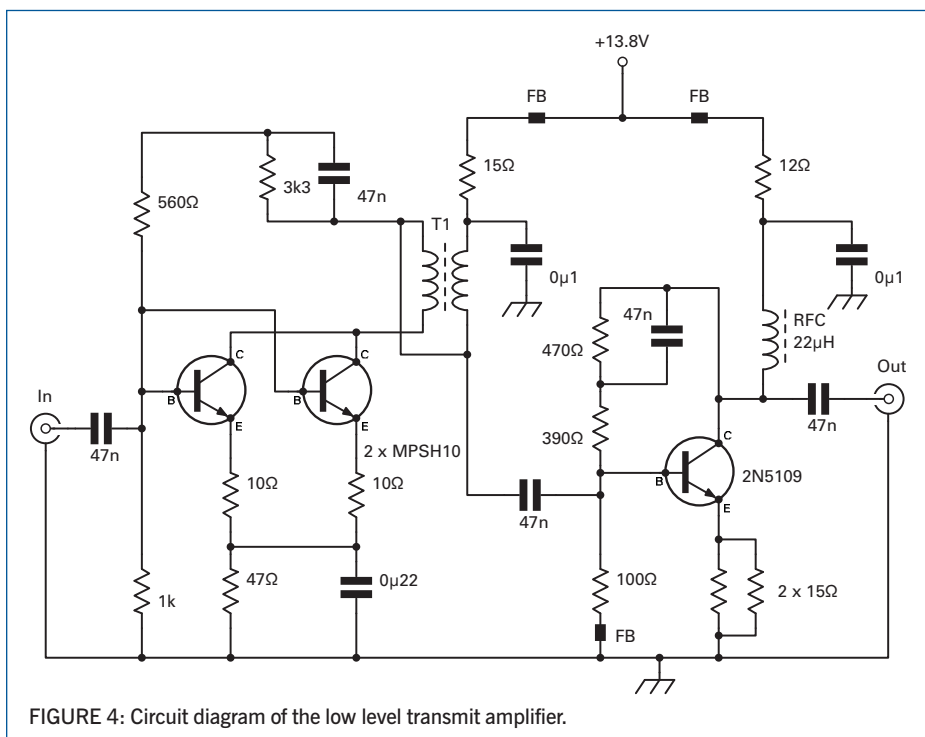 +13.8V
FB
FB
15Ω
12Ω
3k3
47n
560Ω
T1
0µ1
0µ1
47n
RFC
22µH
470Ω
C
C
Out
In
B
B
390Ω
47n
E
E
C
47n
2 x MPSH10
2N5109
B
10Ω
10Ω
E
47n
47Ω
0µ22
100Ω
2 x 15Ω
1k
FB
FIGURE 4: Circuit diagram of the low level transmit amplifier.